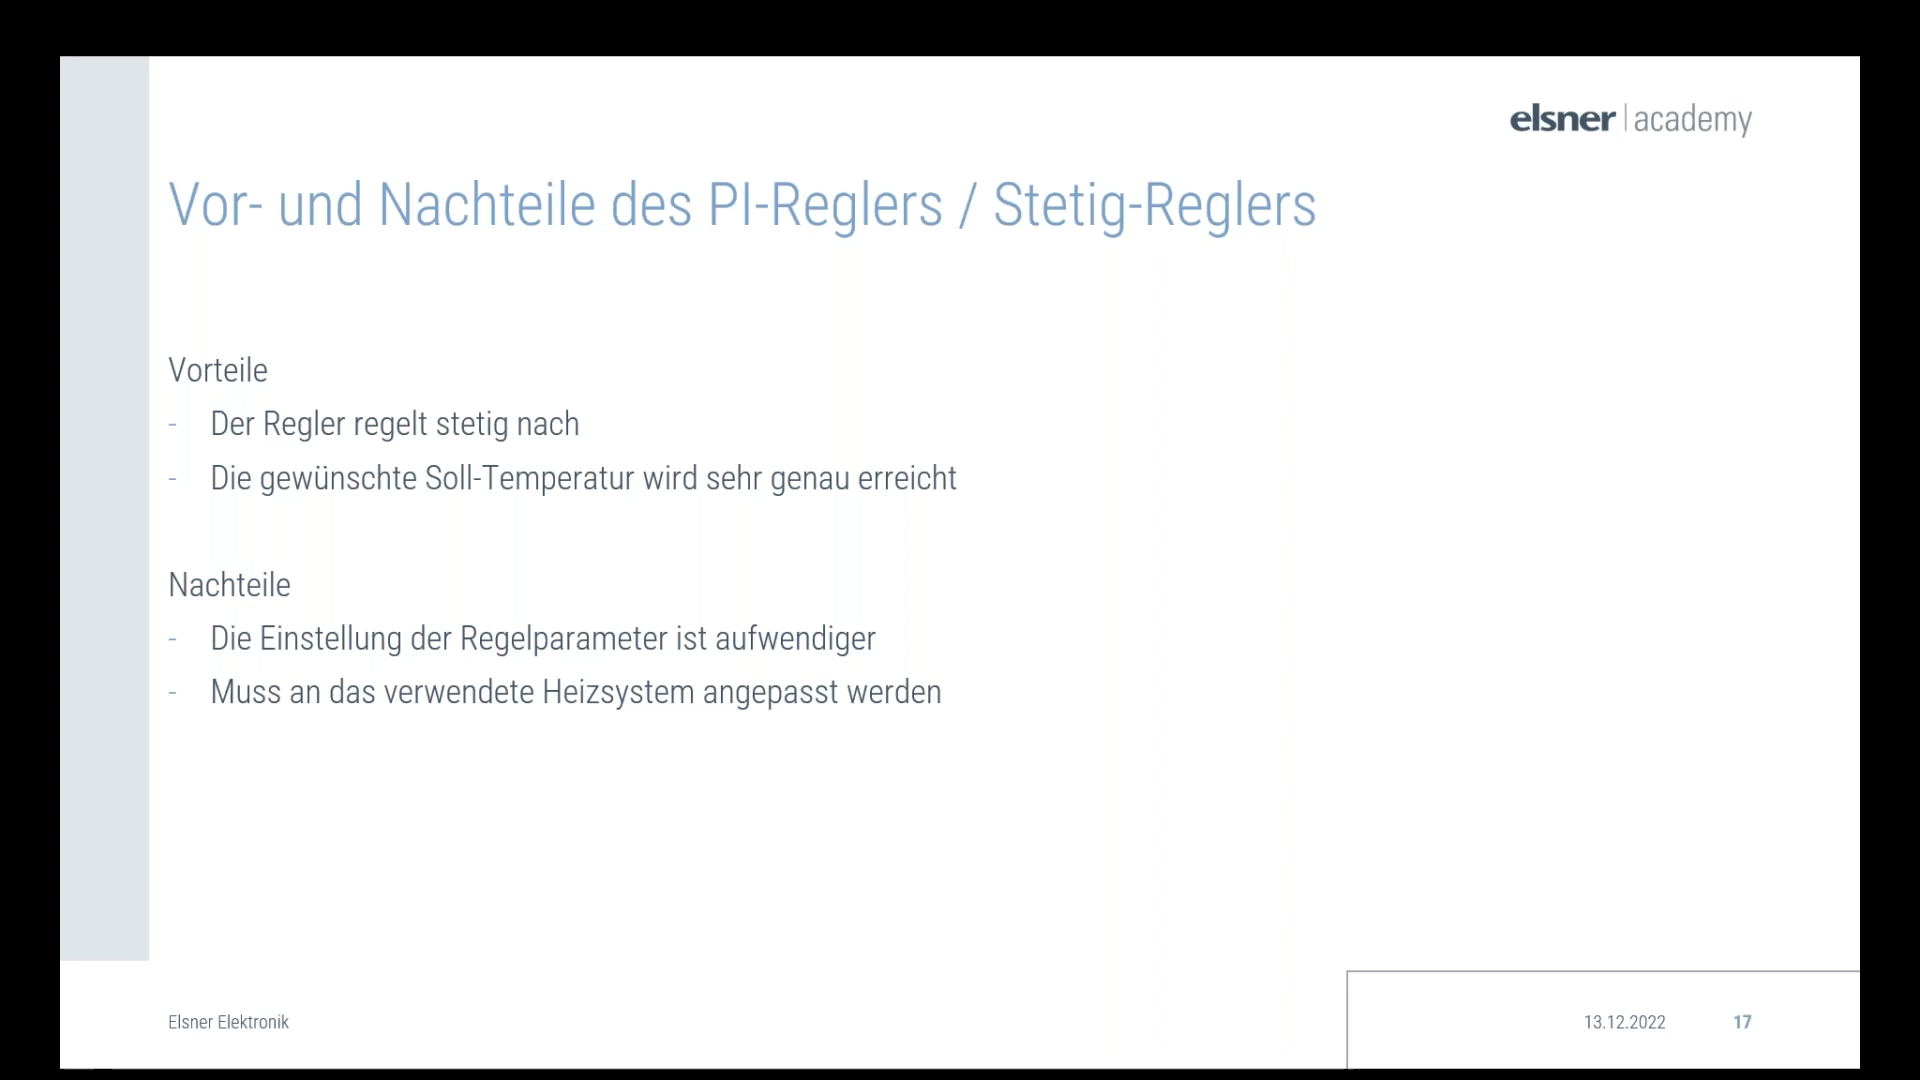 elsner | academy
Vor- und Nachteile des PI-Reglers / Stetig-Reglers
Vorteile
- Der Regler regelt stetig nach
- Die gewünschte Soll-Temperatur wird sehr genau erreicht
Nachteile
- Die Einstellung der Regelparameter ist aufwendiger
- Muss an das verwendete Heizsystem angepasst werden
Elsner Elektronik
13.12.2022 17